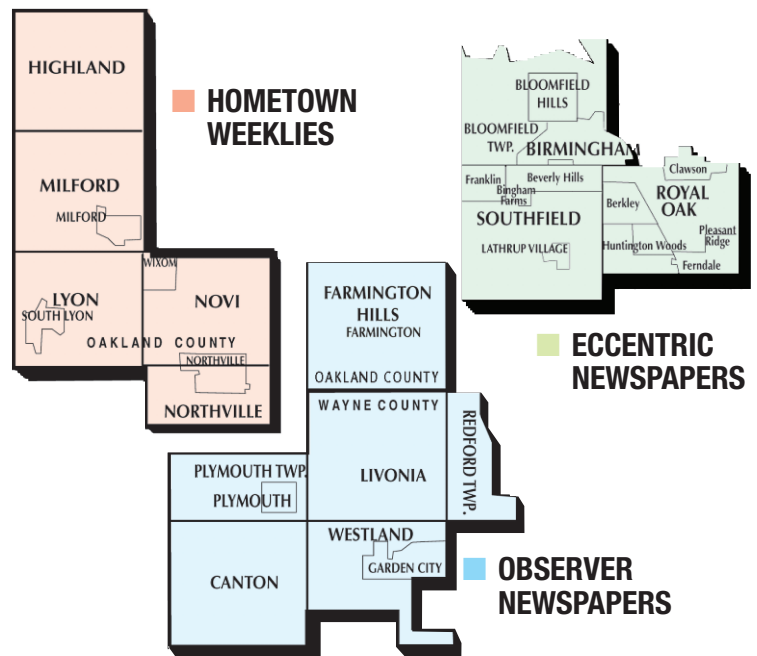 HIGHLAND
HOMETOWN
WEEKLIES
MILFORD
MILFORD
WIXOM
LYON
SOUTH LYON
NOVI
OAKLAND COUNTY
NORTHVILLE
NORTHVILLE
BLOOMFIELD
HILLS
BLOOMFIELD
TWP.
BIRMINGHAM
Clawson
Franklin
Bingham
Farms
Beverly Hills
Berkley
ROYAL
OAK
SOUTHFIELD
LATHRUP VILLAGE
Huntington Woods
Pleasant
Ridge
Ferndale
ECCENTRIC
NEWSPAPERS
FARMINGTON
HILLS
FARMINGTON
OAKLAND COUNTY
WAYNE COUNTY
LIVONIA
REDFORD TWP.
PLYMOUTH TWP.
PLYMOUTH
WESTLAND
GARDEN CITY
CANTON
OBSERVER
NEWSPAPERS